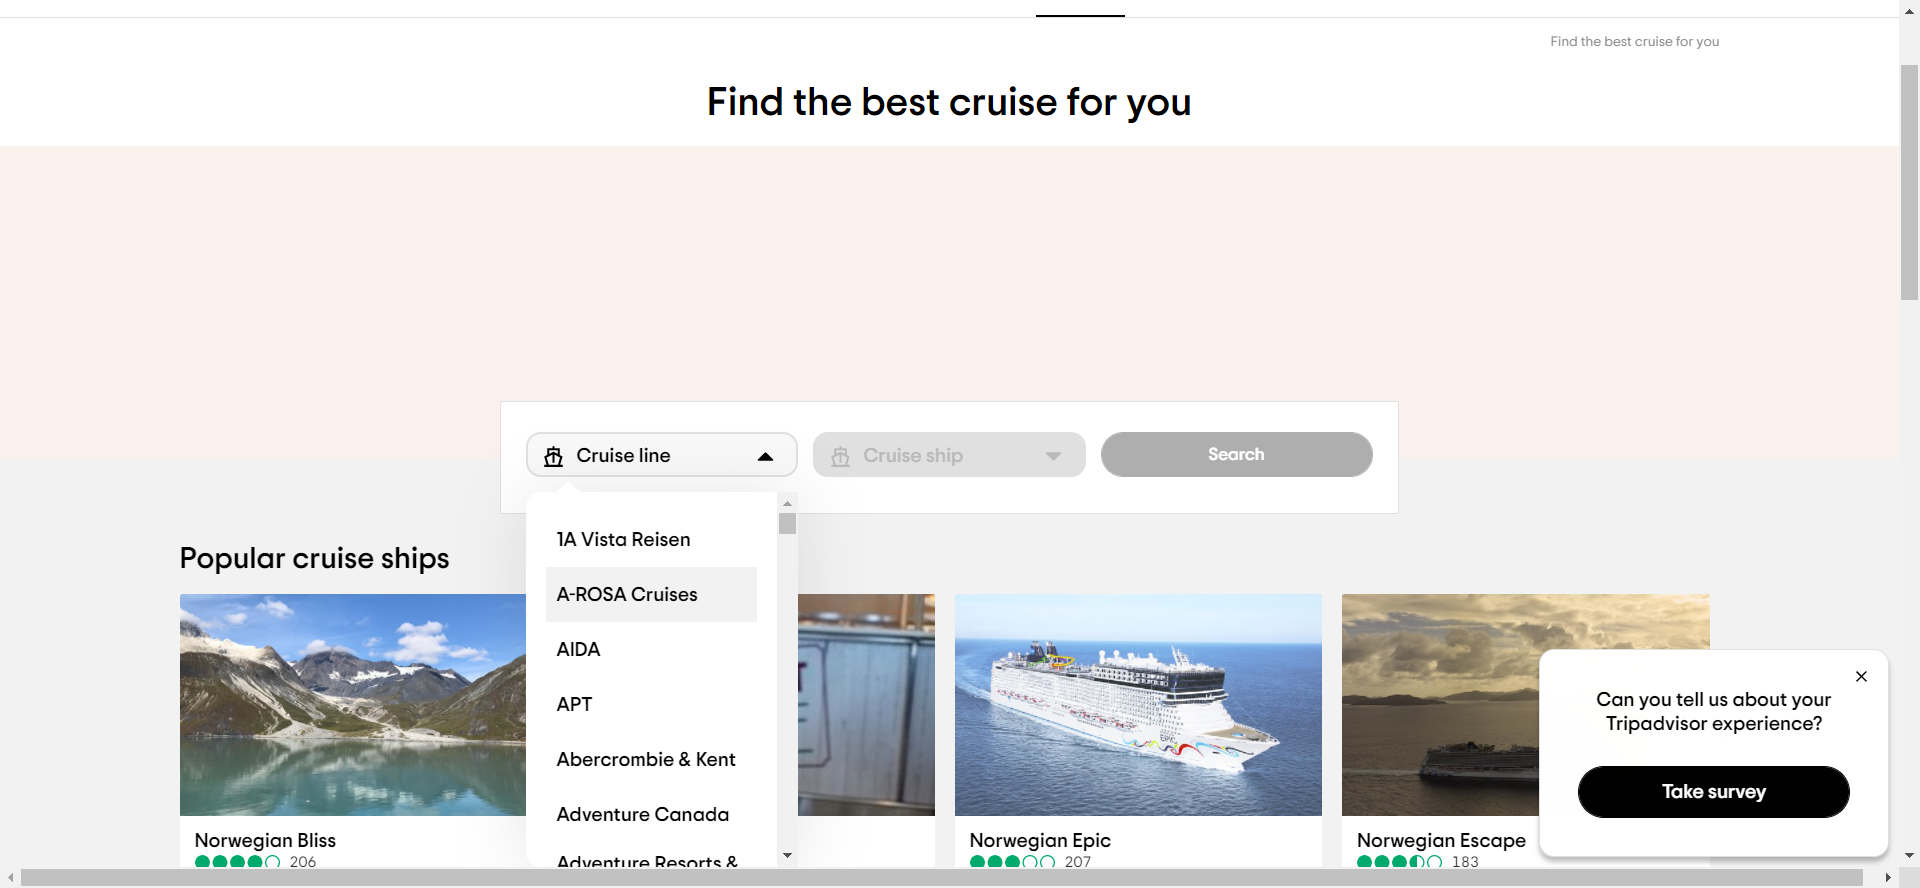 Find the best cruise for you
Find the best cruise for you
Cruise line
Cruise ship
Search
1A Vista Reisen
A-ROSA Cruises
AIDA
APT
Abercrombie & Kent
Adventure Canada
Adventure Resorts &
Popular cruise ships
Norwegian Bliss
206
Norwegian Epic
207
Norwegian Escape
183
Can you tell us about your
Tripadvisor experience?
Take survey